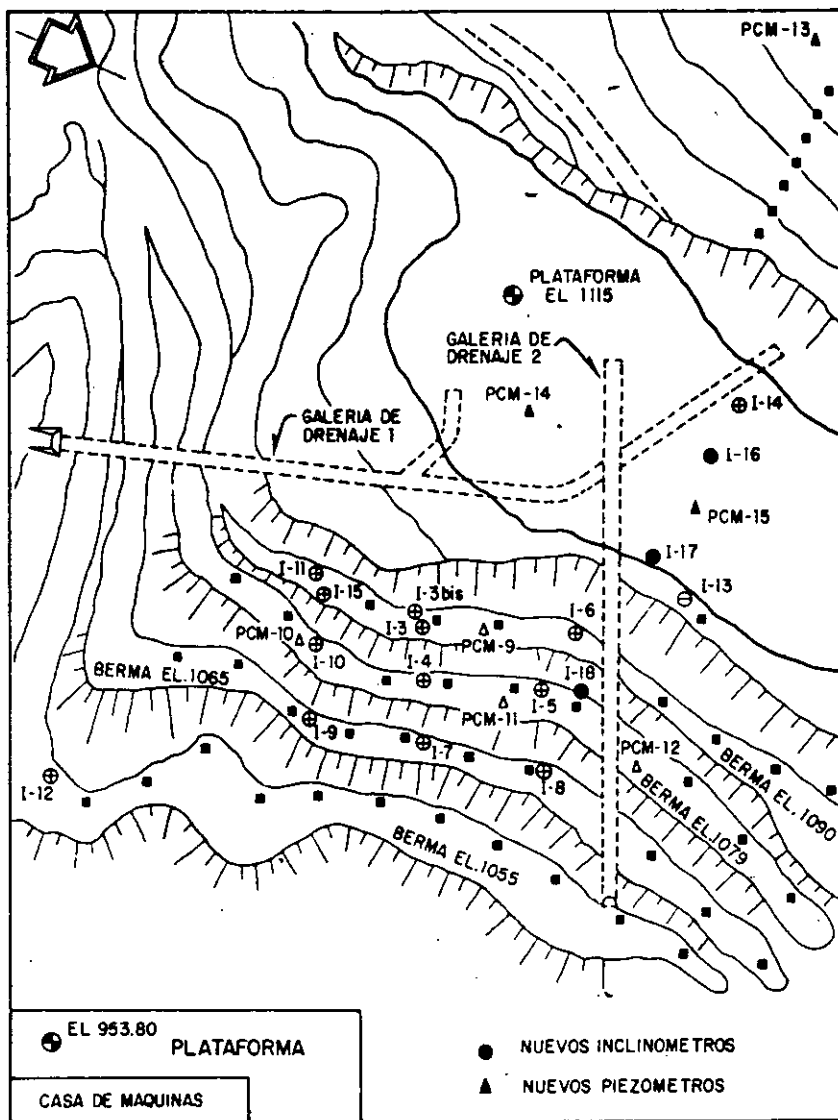 PCM-13
PLATAFORMA
EL 1115
GALERIA DE
DRENAJE 2
PCM-14
I-14
GALERIA DE
DRENAJE 1
I-16
PCM-15
I-17
I-11
I-13
I-15
I-3bis
I-6
PCM-10
I-3
PCM-9
I-10
I-4
I-18
BERMA EL.1065
I-5
PCM-11
I-9
I-7
PCM-12
I-8
I-12
BERMA EL.1090
BERMA EL.1079
BERMA EL.1055
EL 953.80
PLATAFORMA
NUEVOS INCLINOMETROS
NUEVOS PIEZOMETROS
CASA DE MAQUINAS